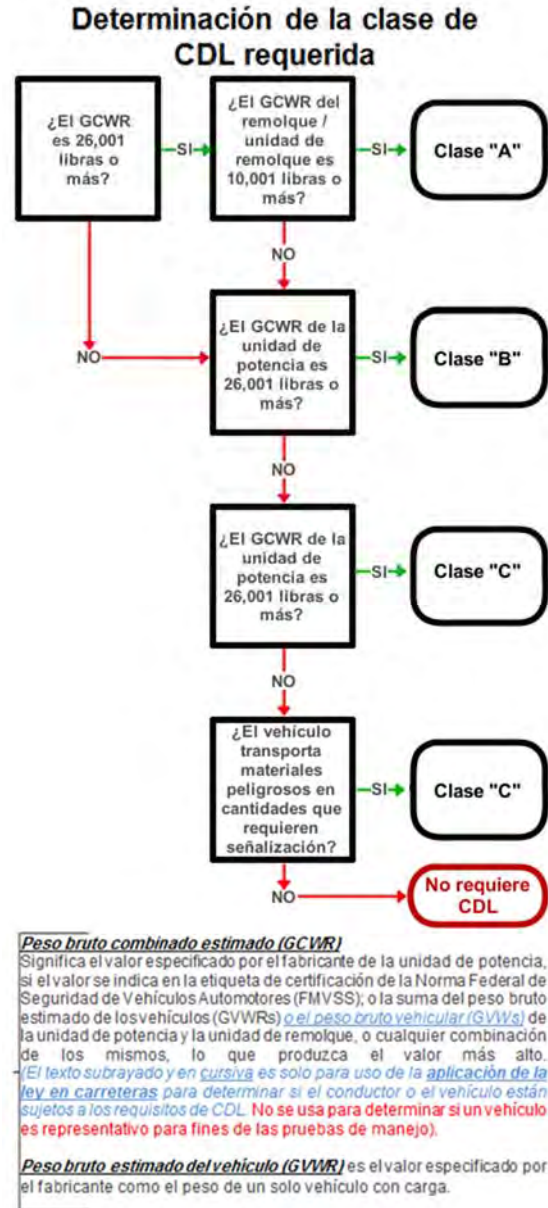 Determinación de la clase de
CDL requerida
¿El GCWR
es 26,001
libras o
más?
SI
¿El GCWR del
remolque /
unidad de
remolque es
10,001 libras o
más?
SI
Clase "A"
NO
NO
¿El GCWR de la
unidad de
potencia es
26,001 libras o
más?
SI
Clase "B"
NO
¿El GCWR de la
unidad de
potencia es
26,001 libras o
más?
SI
Clase "C"
NO
¿El vehículo
transporta
materiales
peligrosos en
cantidades que
requieren
señalización?
SI
Clase "C"
NO
No requiere
CDL
Peso bruto combinado estimado (GCWR)
Significa el valor especificado por el fabricante de la unidad de potencia,
si el valor se indica en la etiqueta de certificación de la Norma Federal de
Seguridad de Vehículos Automotores (FMVSS); o la suma del peso bruto
estimado de los vehículos (GVWRs) o el peso bruto vehicular (GVWs) de
la unidad de potencia y la unidad de remolque, o cualquier combinación
de los mismos, lo que produzca el valor más alto.
(El texto subrayado y en cursiva es solo para uso de la aplicación de la
ley en carreteras para determinar si el conductor o el vehículo están
sujetos a los requisitos de CDL. No se usa para determinar si un vehículo
es representativo para fines de las pruebas de manejo).
Peso bruto estimado del vehículo (GVWR) es el valor especificado por
el fabricante como el peso de un solo vehículo con carga.